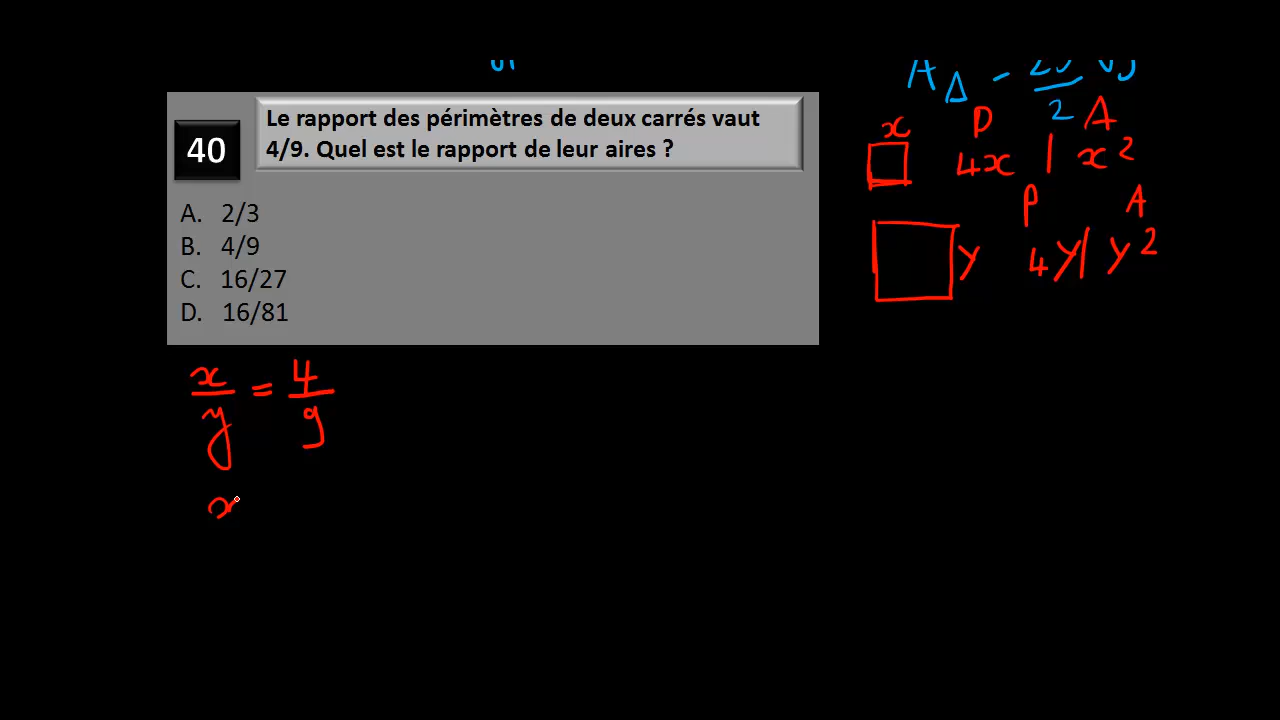 40
Le rapport des périmètres de deux carrés vaut
4/9. Quel est le rapport de leur aires ?
A. 2/3
B. 4/9
C. 16/27
D. 16/81
x P A
4x | x²
P A
y 4y | y²
x/y = 4/9
x